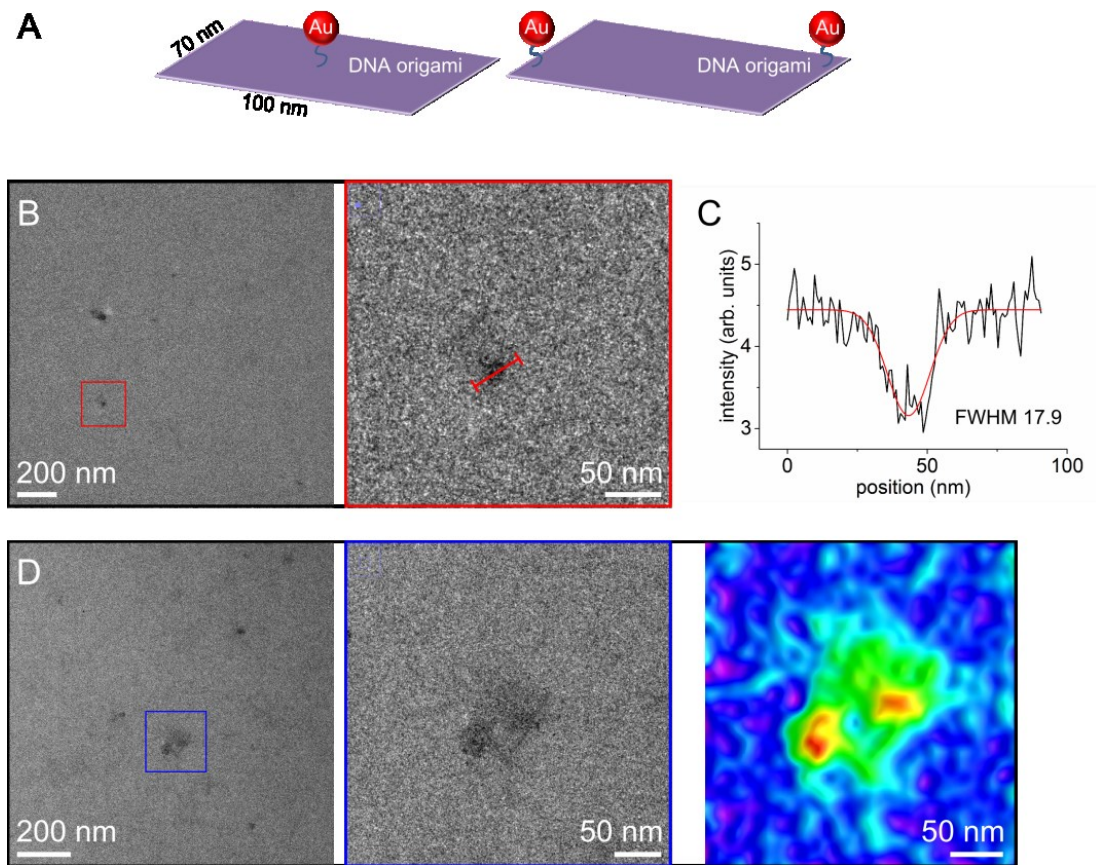 A
Au
Au
Au
70 nm
DNA origami
DNA origami
100 nm
B
200 nm
50 nm
C
5
4
3
intensity (arb. units)
FWHM 17.9
0
50
100
position (nm)
D
200 nm
50 nm
50 nm